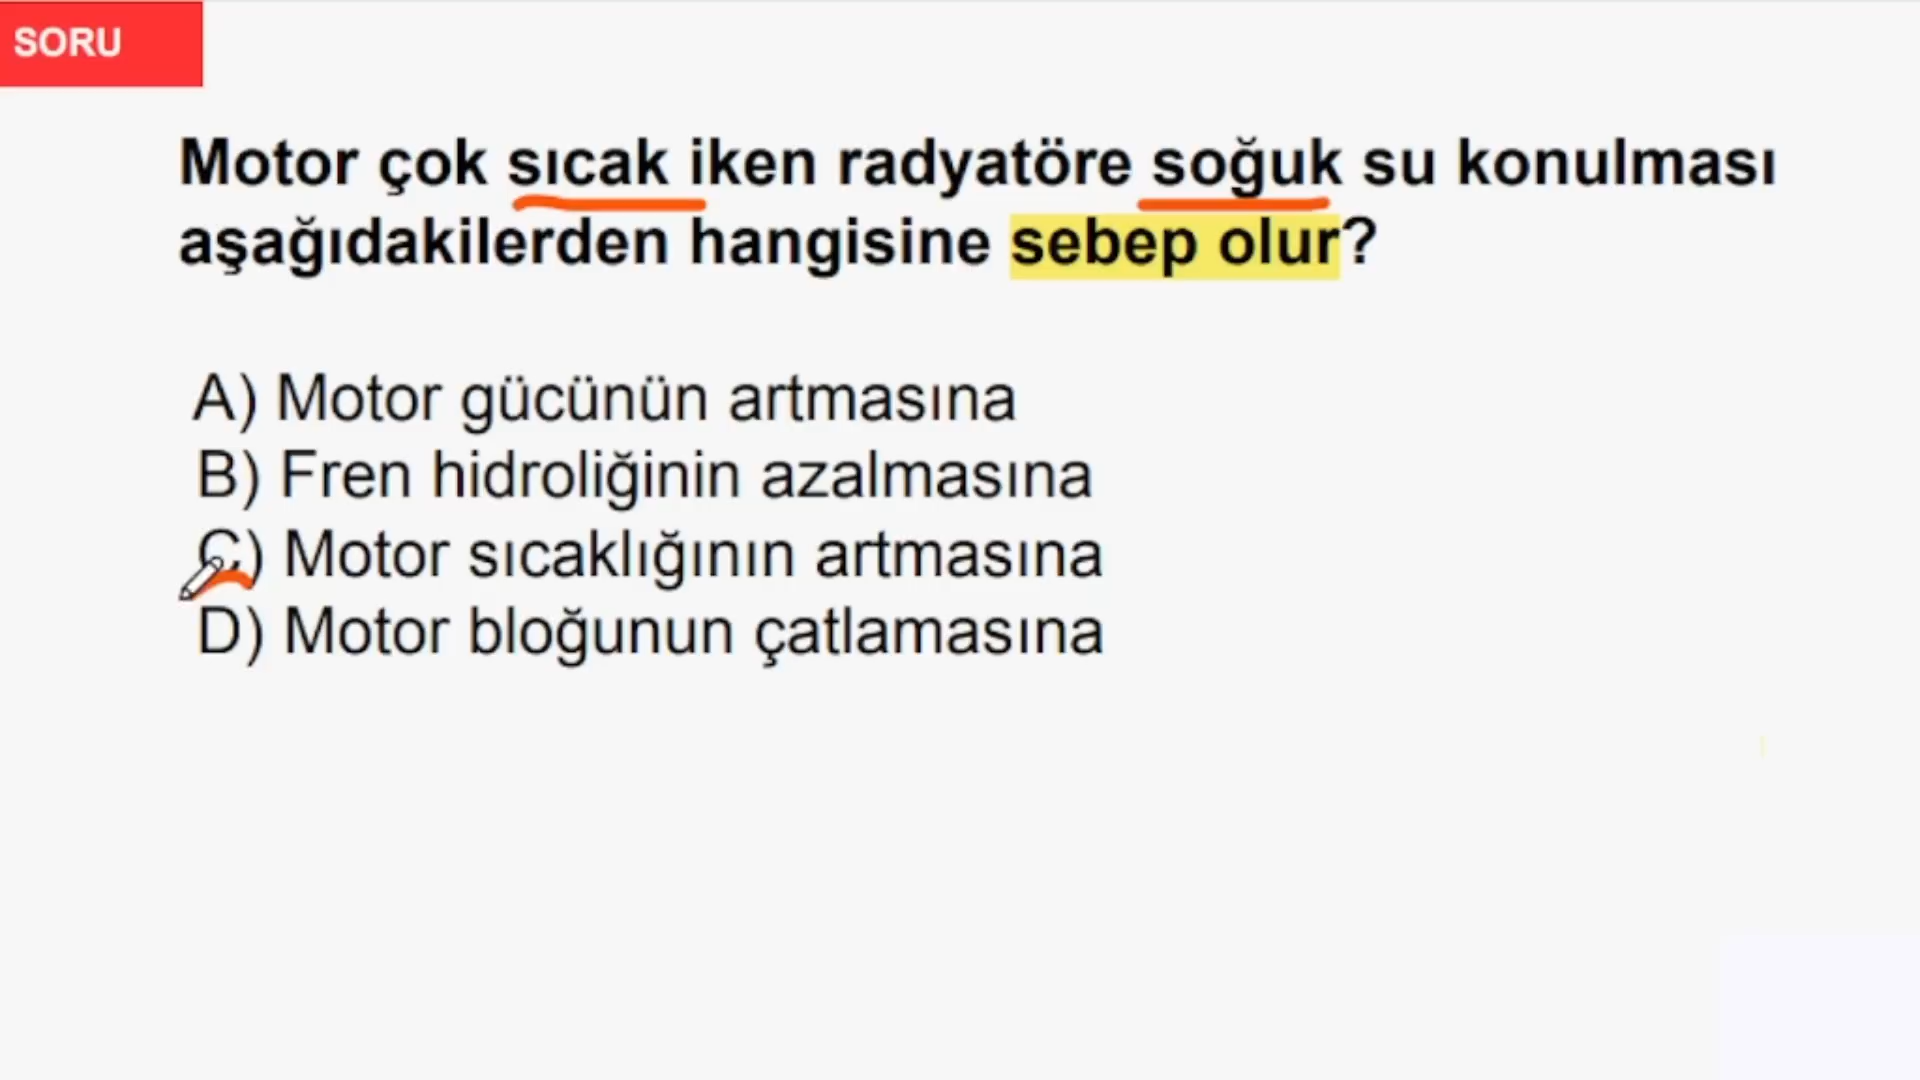 SORU
Motor çok sıcak iken radyatöre soğuk su konulması
aşağıdakilerden hangisine sebep olur?
A) Motor gücünün artmasına
B) Fren hidroliğinin azalmasına
C) Motor sıcaklığının artmasına
D) Motor bloğunun çatlamasına